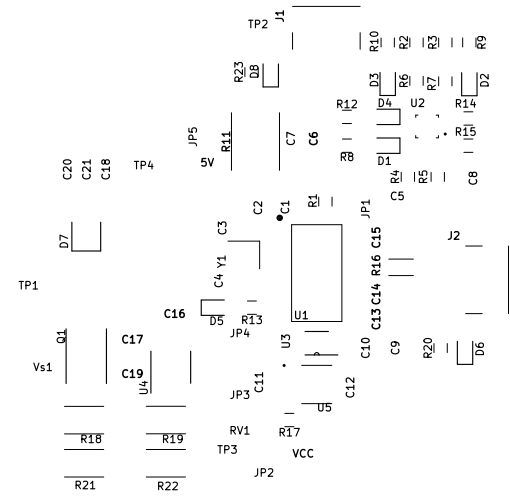 J1
TP2
R10
R2
R3
R9
R23
D8
D3
R6
R7
D2
R12
D4
U2
R14
JP5
R11
C7
C6
R15
5V
R8
D1
C20
C21
C18
TP4
R4
R5
C8
C5
C2
C1
R1
JP1
C3
C15
J2
D7
Y1
R16
C4
TP1
C14
C16
D5
R13
U1
C13
Q1
C17
JP4
U3
C10
C9
R20
D6
Vs1
C19
U4
C11
C12
JP3
U5
R18
R19
RV1
R17
TP3
VCC
R21
R22
JP2